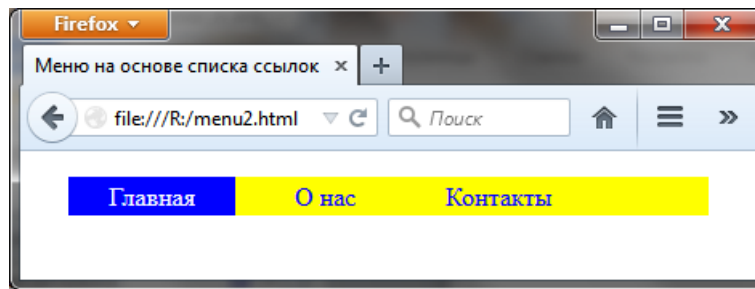 Firefox
Меню на основе списка ссылок
file:///R:/menu2.html
Поиск
Главная О нас Контакты